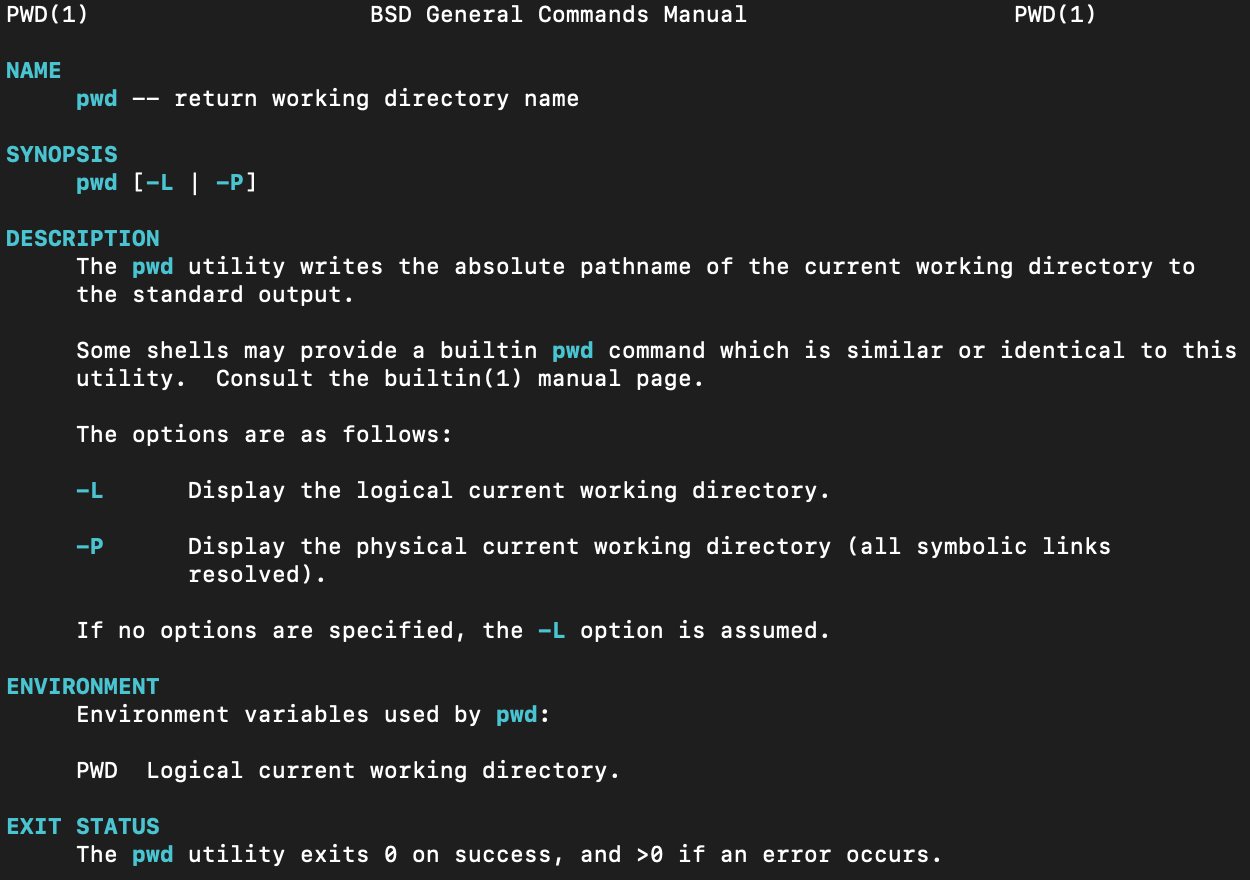 PWD(1)                    BSD General Commands Manual                   PWD(1)
NAME
     pwd -- return working directory name
SYNOPSIS
     pwd [-L | -P]
DESCRIPTION
     The pwd utility writes the absolute pathname of the current working directory to
     the standard output.
     Some shells may provide a builtin pwd command which is similar or identical to this
     utility.  Consult the builtin(1) manual page.
     The options are as follows:
     -L      Display the logical current working directory.
     -P      Display the physical current working directory (all symbolic links
             resolved).
     If no options are specified, the -L option is assumed.
ENVIRONMENT
     Environment variables used by pwd:
     PWD  Logical current working directory.
EXIT STATUS
     The pwd utility exits 0 on success, and >0 if an error occurs.